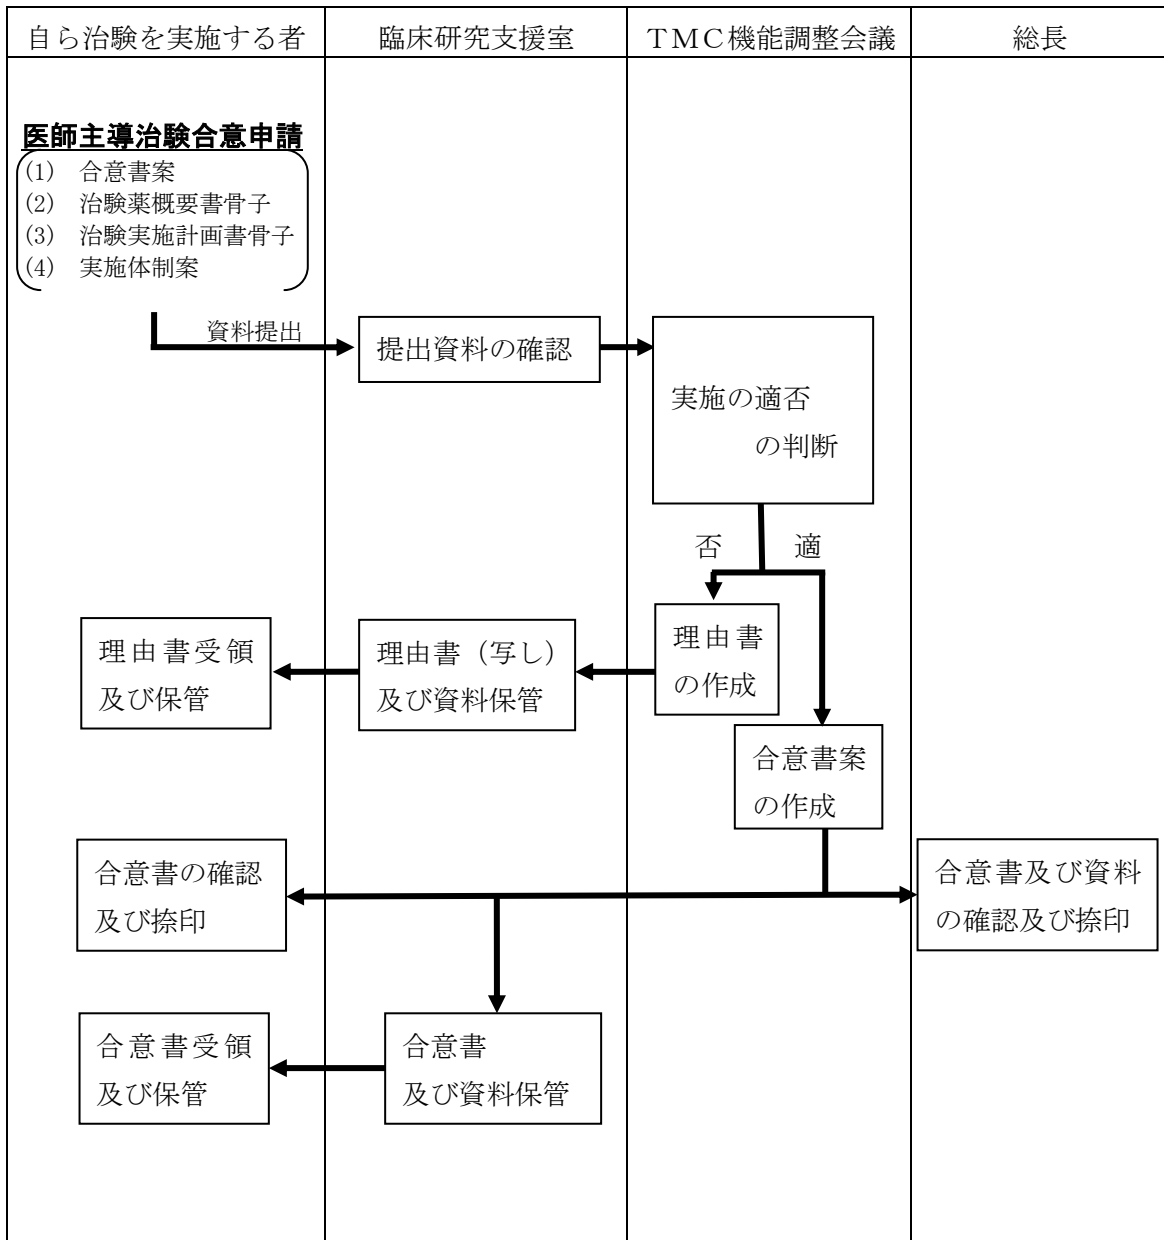 自ら治験を実施する者
臨床研究支援室
ＴＭＣ機能調整会議
総長
医師主導治験合意申請
(1) 合意書案
(2) 治験薬概要書骨子
(3) 治験実施計画書骨子
(4) 実施体制案
資料提出
提出資料の確認
実施の適否
の判断
否
適
理由書受領
及び保管
理由書（写し）
及び資料保管
理由書
の作成
合意書案
の作成
合意書の確認
及び捺印
合意書及び資料
の確認及び捺印
合意書受領
及び保管
合意書
及び資料保管